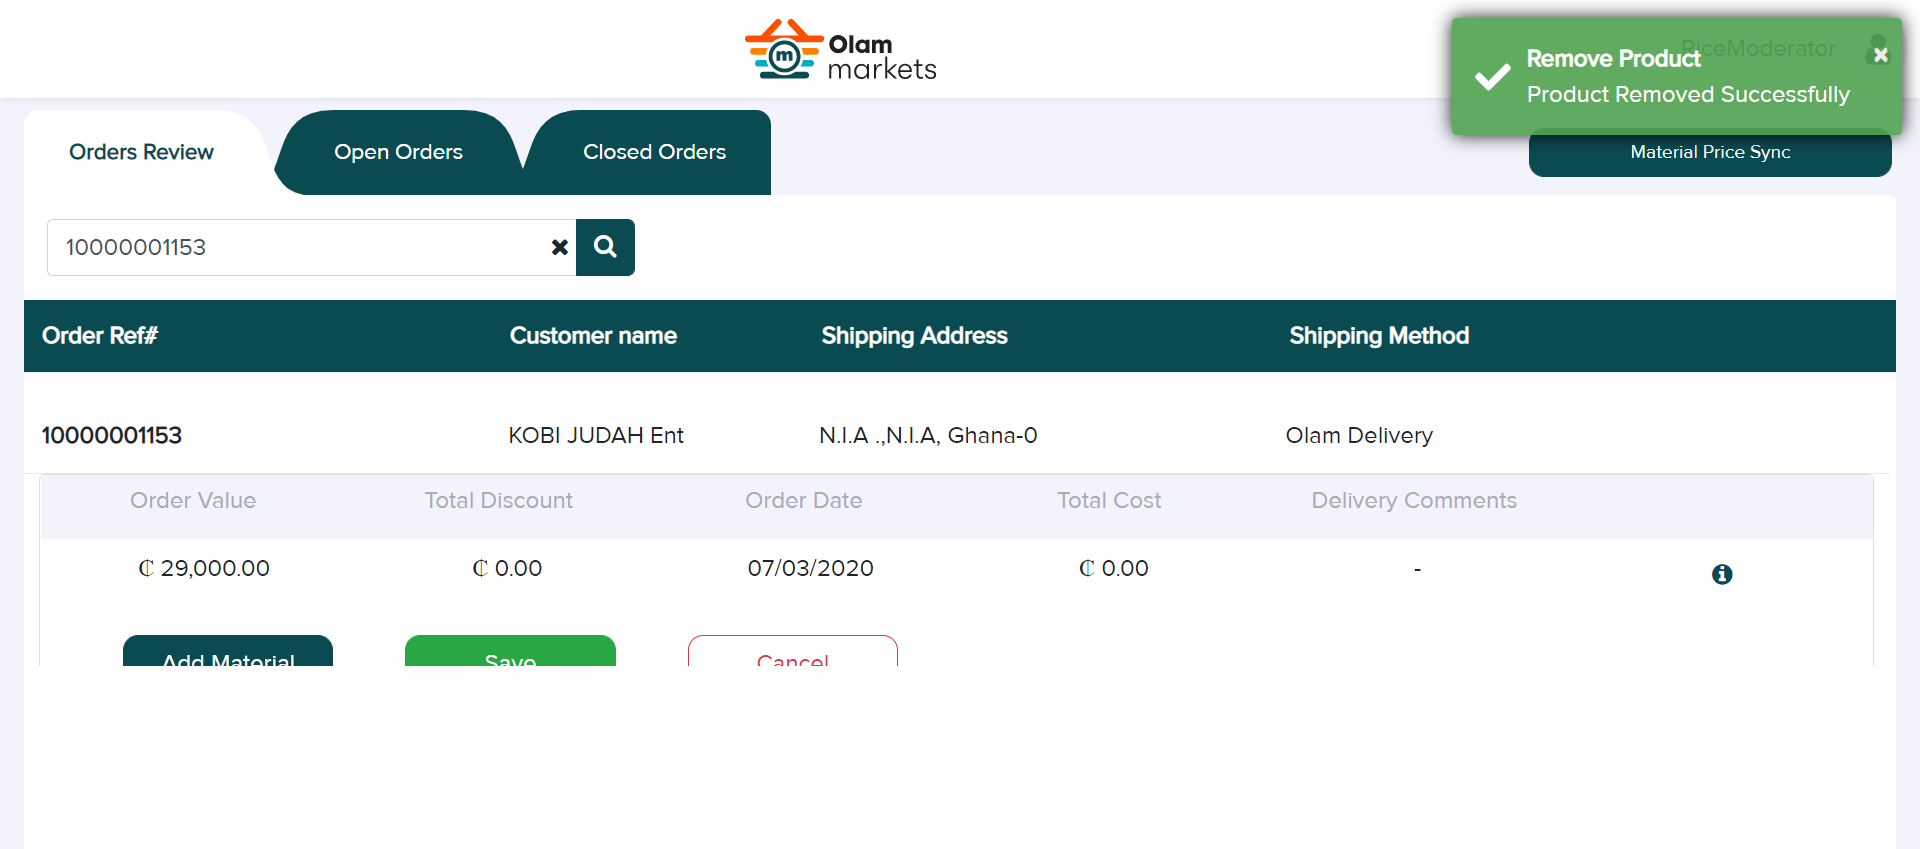 m Olam
markets
RiceModerator
Remove Product
Product Removed Successfully
Orders Review Open Orders Closed Orders
Material Price Sync
10000001153
Order Ref# Customer name Shipping Address Shipping Method
10000001153 KOBI JUDAH Ent N.I.A .,N.I.A, Ghana-0 Olam Delivery
Order Value Total Discount Order Date Total Cost Delivery Comments
₵ 29,000.00 ₵ 0.00 07/03/2020 ₵ 0.00 -
Add Material Save Cancel